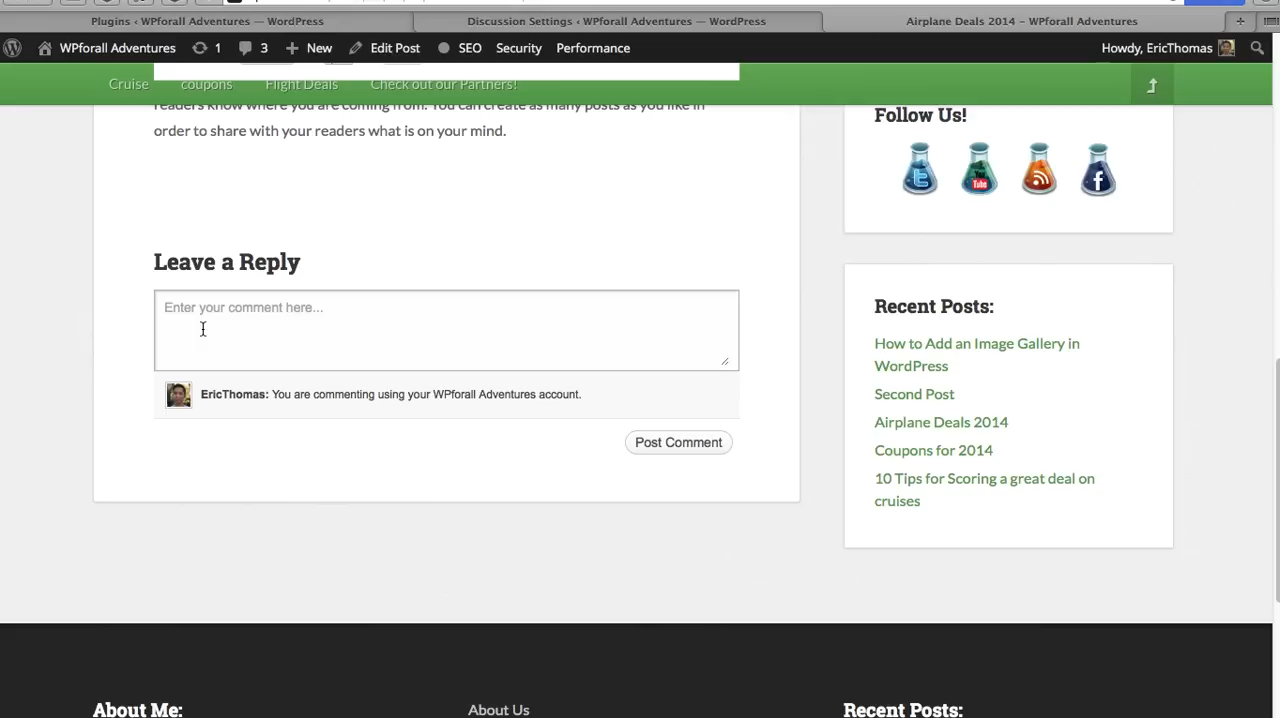 Plugins ‹ WPforall Adventures — WordPress
Discussion Settings ‹ WPforall Adventures — WordPress
Airplane Deals 2014 – WPforall Adventures
WPforall Adventures
1
3
New
Edit Post
SEO
Security
Performance
Howdy, EricThomas
Cruise
coupons
Flight Deals
Check out our Partners!
readers know where you are coming from. You can create as many posts as you like in
order to share with your readers what is on your mind.
Leave a Reply
Enter your comment here...
EricThomas: You are commenting using your WPforall Adventures account.
Post Comment
Follow Us!
You
Tube
Recent Posts:
How to Add an Image Gallery in
WordPress
Second Post
Airplane Deals 2014
Coupons for 2014
10 Tips for Scoring a great deal on
cruises
About Me:
About Us
Recent Posts: